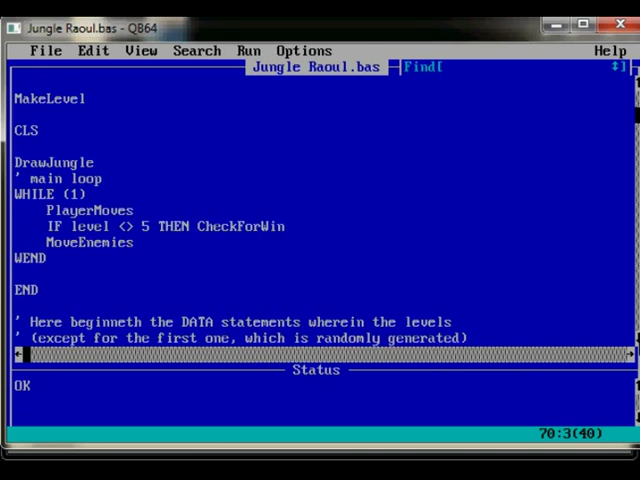 Jungle Raoul.bas - QB64
File Edit View Search Run Options Help
Jungle Raoul.bas Find[ ]
MakeLevel
CLS
DrawJungle
' main loop
WHILE (1)
PlayerMoves
IF level <> 5 THEN CheckForWin
MoveEnemies
WEND
END
' Here beginneth the DATA statements wherein the levels
' (except for the first one, which is randomly generated)
Status
OK
70:3(40)